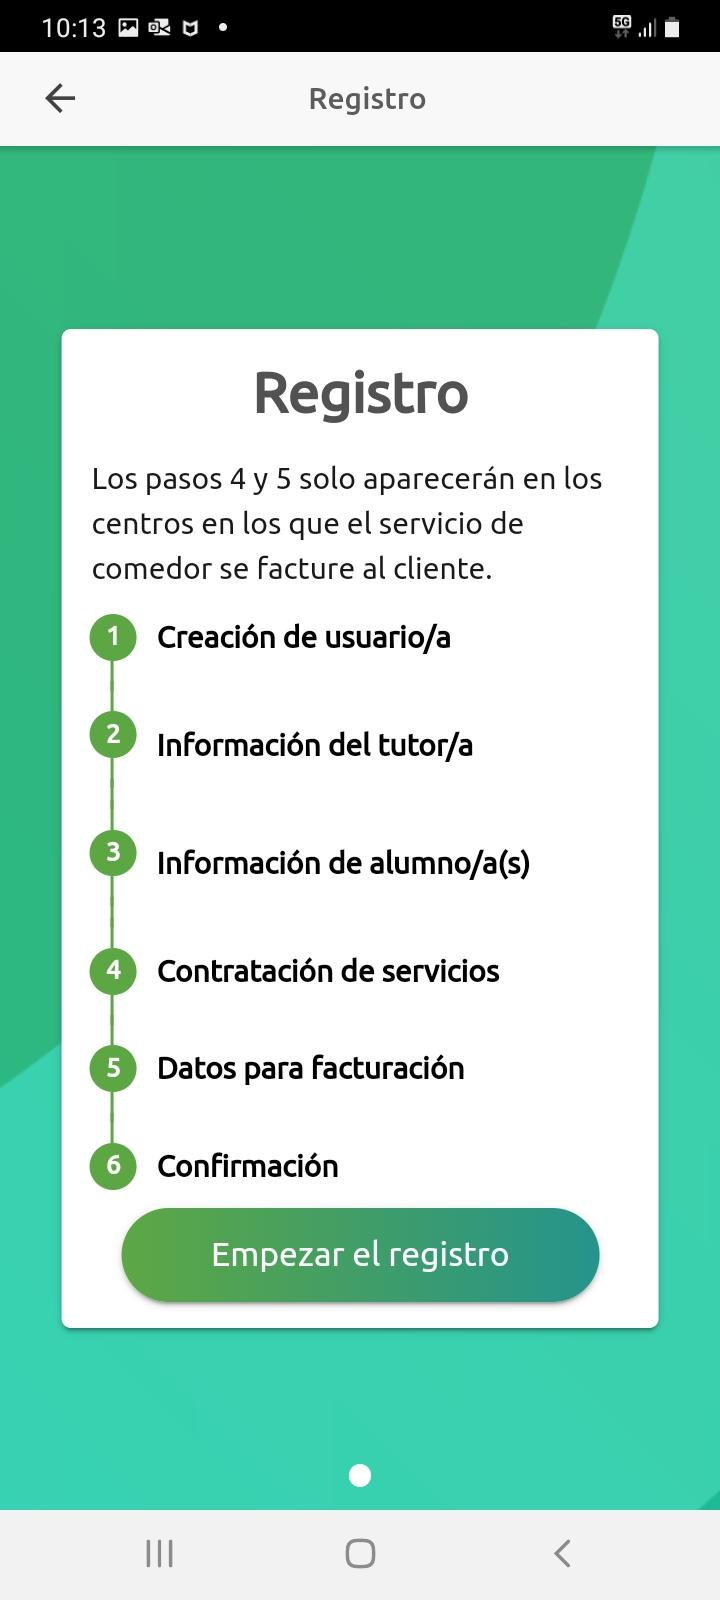 10:13
5G
Registro
Registro
Los pasos 4 y 5 solo aparecerán en los
centros en los que el servicio de
comedor se facture al cliente.
1 Creación de usuario/a
2 Información del tutor/a
3 Información de alumno/a(s)
4 Contratación de servicios
5 Datos para facturación
6 Confirmación
Empezar el registro